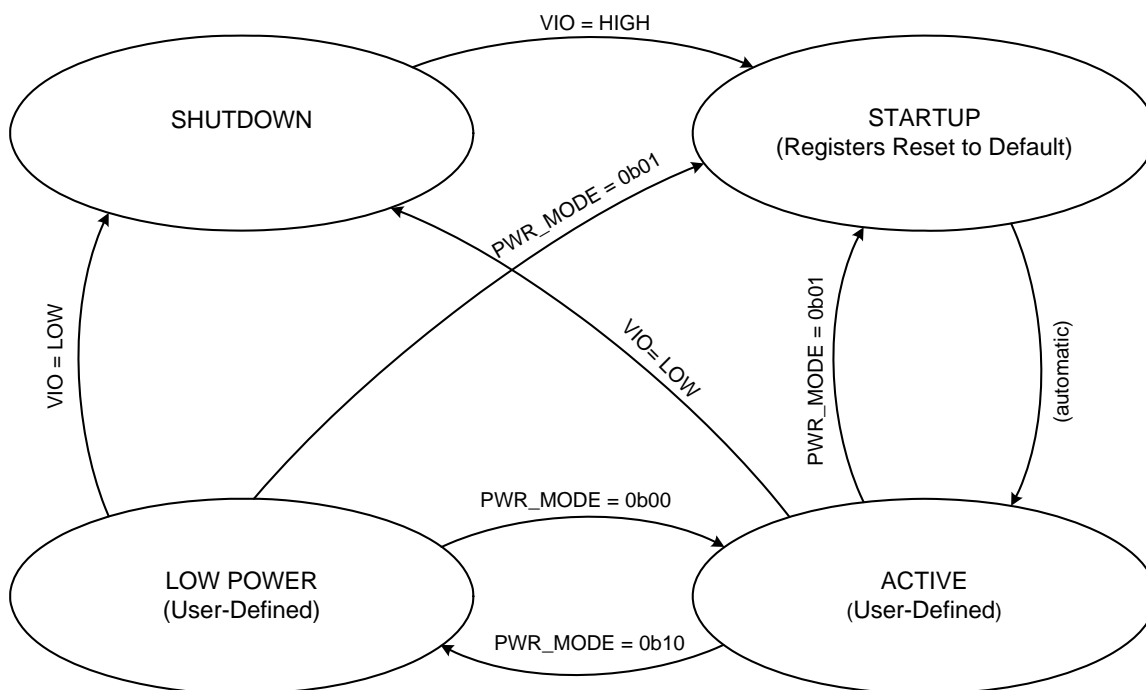 VIO = HIGH
SHUTDOWN
STARTUP
(Registers Reset to Default)
PWR_MODE = 0b01
VIO = LOW
VIO= LOW
PWR_MODE = 0b01
(automatic)
PWR_MODE = 0b00
LOW POWER
(User-Defined)
ACTIVE
(User-Defined)
PWR_MODE = 0b10